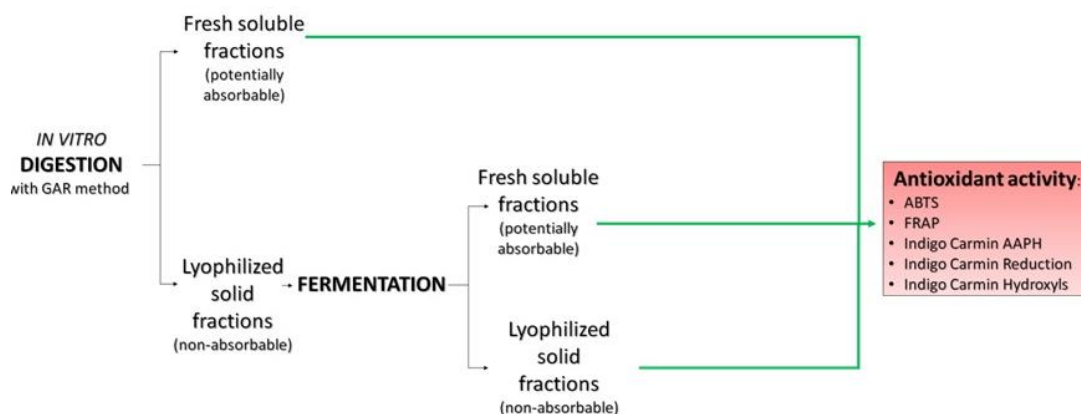 Fresh soluble
fractions
(potentially
absorbable)
IN VITRO
DIGESTION
with GAR method
Lyophilized
solid
fractions
(non-absorbable)
FERMENTATION
Fresh soluble
fractions
(potentially
absorbable)
Lyophilized
solid
fractions
(non-absorbable)
Antioxidant activity:
• ABTS
• FRAP
• Indigo Carmin AAPH
• Indigo Carmin Reduction
• Indigo Carmin Hydroxyls